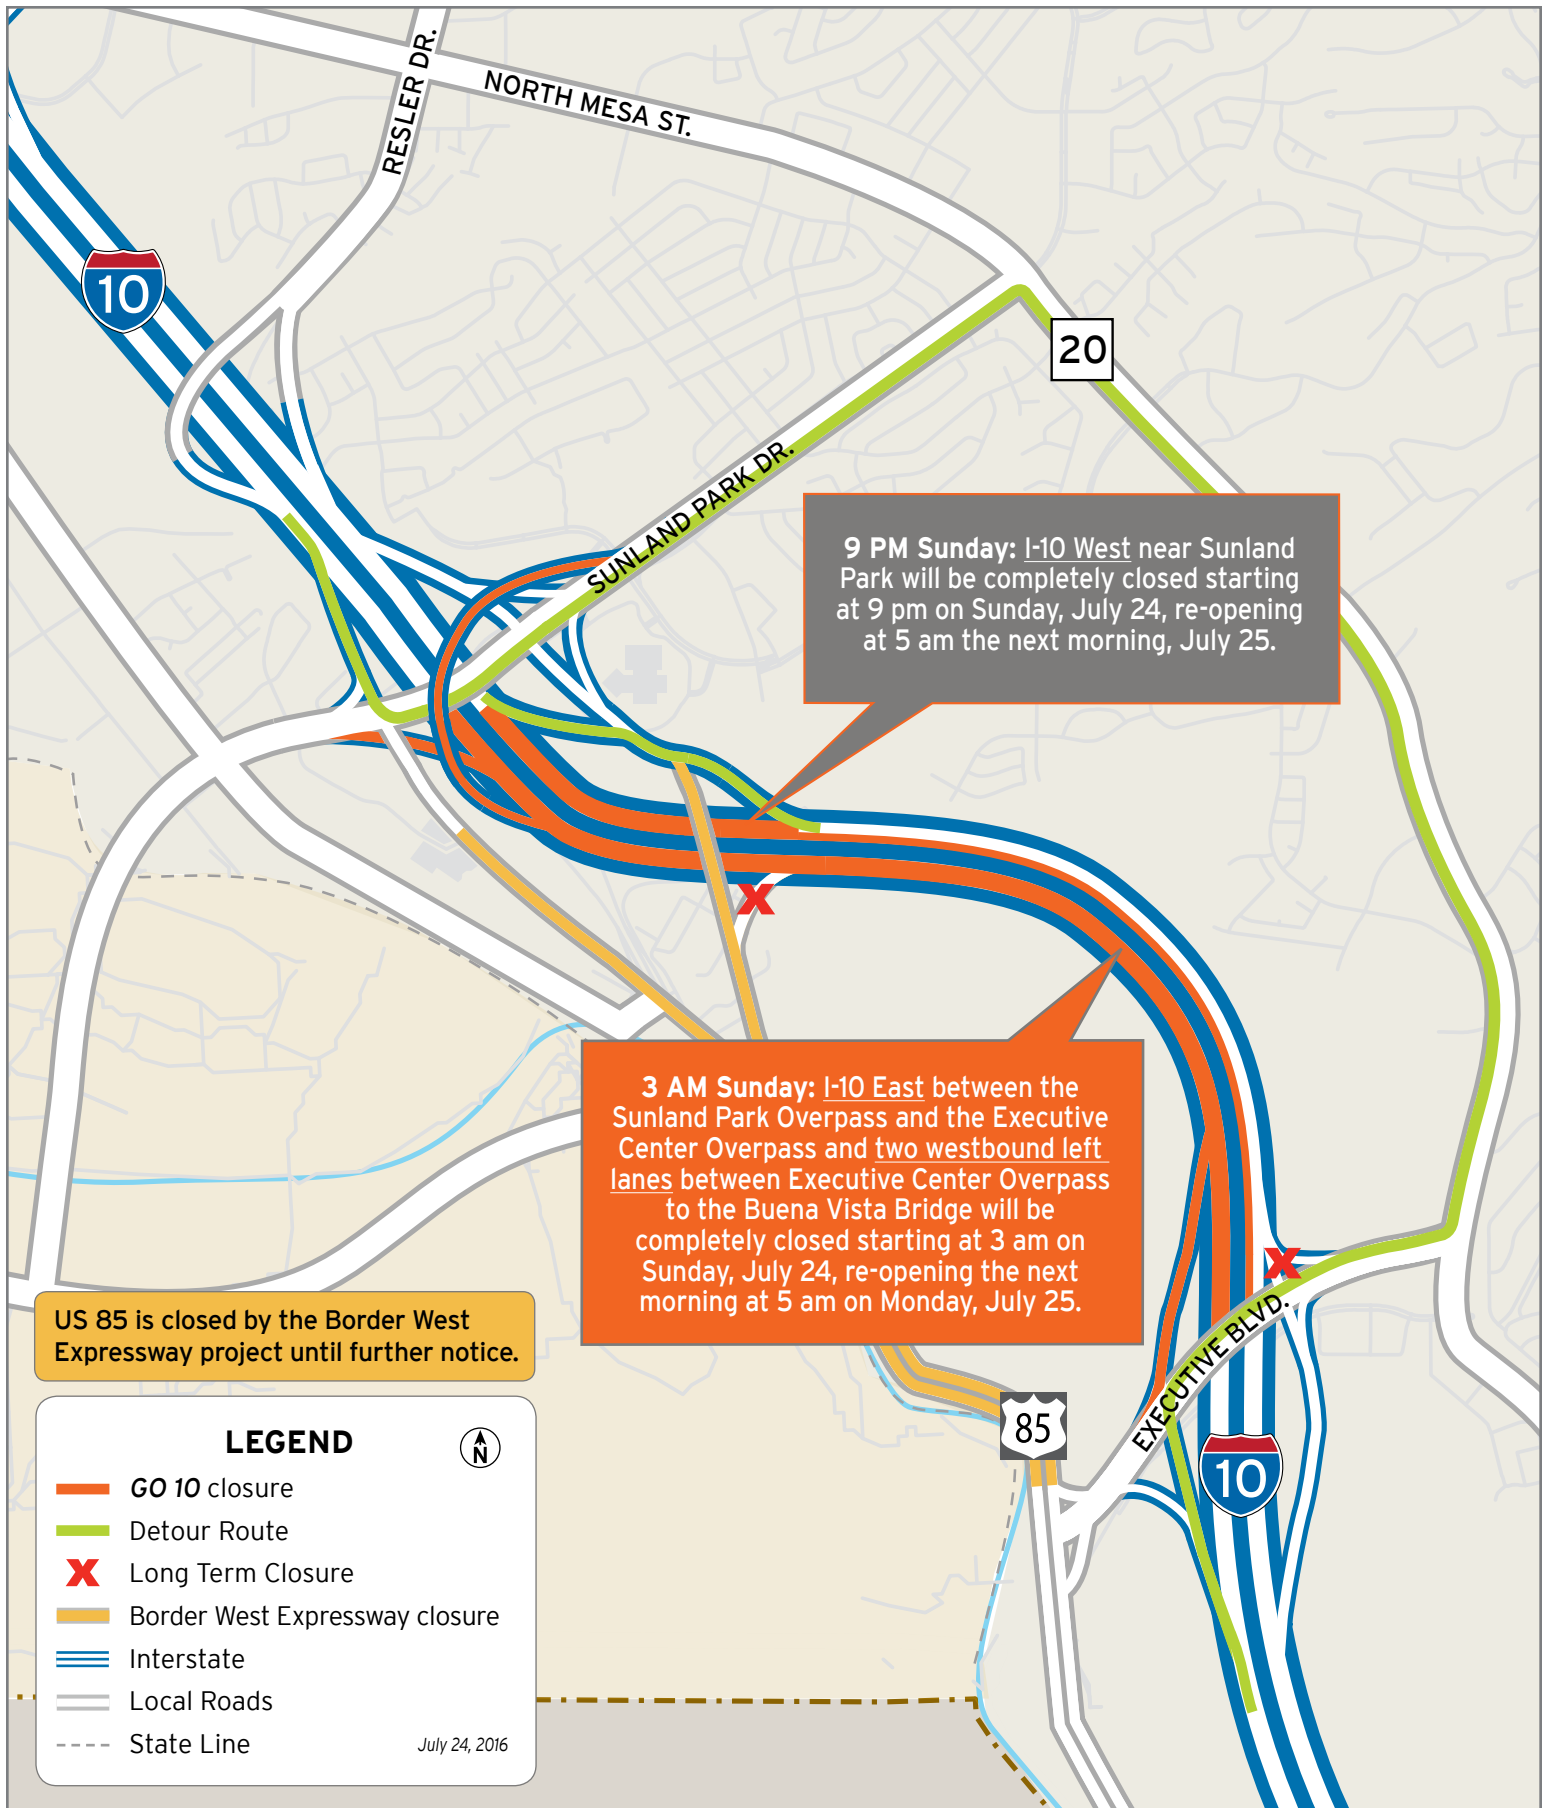 RESLER DR.
NORTH MESA ST.
10
20
SUNLAND PARK DR.
9 PM Sunday: I-10 West near Sunland
Park will be completely closed starting
at 9 pm on Sunday, July 24, re-opening
at 5 am the next morning, July 25.
X
3 AM Sunday: I-10 East between the
Sunland Park Overpass and the Executive
Center Overpass and two westbound left
lanes between Executive Center Overpass
to the Buena Vista Bridge will be
completely closed starting at 3 am on
Sunday, July 24, re-opening the next
morning at 5 am on Monday, July 25.
X
EXECUTIVE BLVD.
US 85 is closed by the Border West
Expressway project until further notice.
85
10
LEGEND
N
GO 10 closure
Detour Route
X Long Term Closure
Border West Expressway closure
Interstate
Local Roads
State Line
July 24, 2016